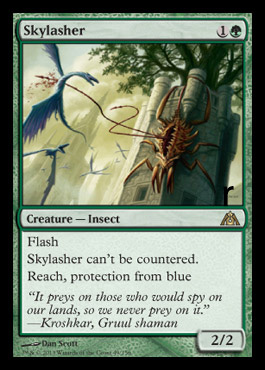 Skylasher 1
r
Creature — Insect
Flash
Skylasher can't be countered.
Reach, protection from blue
“It preys on those who would spy on
our lands, so we never prey on it.”
—Kroshkar, Gruul shaman
2/2
Dan Scott